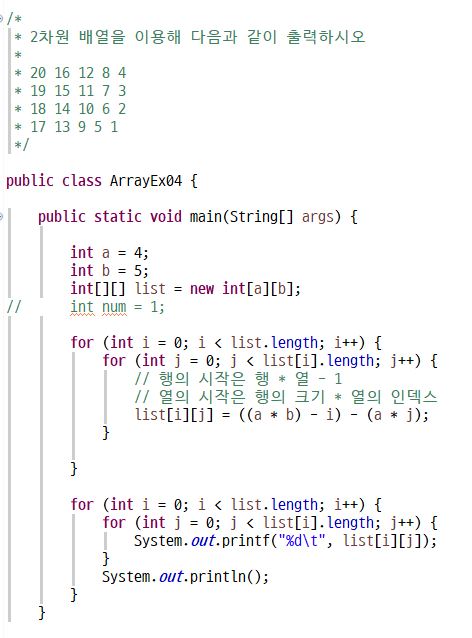 /*
* 2차원 배열을 이용해 다음과 같이 출력하시오
*
* 20 16 12 8 4
* 19 15 11 7 3
* 18 14 10 6 2
* 17 13 9 5 1
*/
public class ArrayEx04 {
public static void main(String[] args) {
int a = 4;
int b = 5;
int[][] list = new int[a][b];
// int num = 1;
for (int i = 0; i < list.length; i++) {
for (int j = 0; j < list[i].length; j++) {
// 행의 시작은 행 * 열 - 1
// 열의 시작은 행의 크기 * 열의 인덱스
list[i][j] = ((a * b) - i) - (a * j);
}
}
for (int i = 0; i < list.length; i++) {
for (int j = 0; j < list[i].length; j++) {
System.out.printf("%d\t", list[i][j]);
}
System.out.println();
}
}